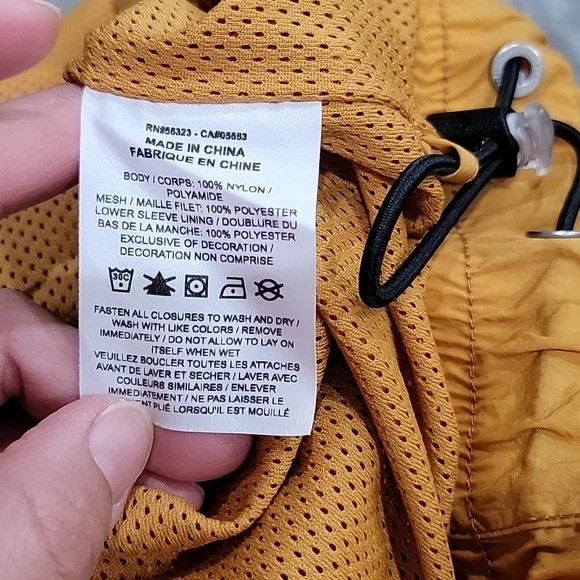 RN#56323 - CA#05553
MADE IN CHINA
FABRIQUE EN CHINE
BODY / CORPS: 100% NYLON /
POLYAMIDE
MESH / MAILLE FILET: 100% POLYESTER
LOWER SLEEVE LINING / DOUBLURE DU
BAS DE LA MANCHE: 100% POLYESTER
EXCLUSIVE OF DECORATION /
DECORATION NON COMPRISE
30C
FASTEN ALL CLOSURES TO WASH AND DRY /
WASH WITH LIKE COLORS / REMOVE
IMMEDIATELY / DO NOT ALLOW TO LAY ON
ITSELF WHEN WET
VEUILLEZ BOUCLER TOUTES LES ATTACHES
AVANT DE LAVER ET SECHER / LAVER AVEC
COULEURS SIMILAIRES / ENLEVER
IMMEDIATEMENT / NE PAS LAISSER LE
PLIÉ LORSQU'IL EST MOUILLÉ